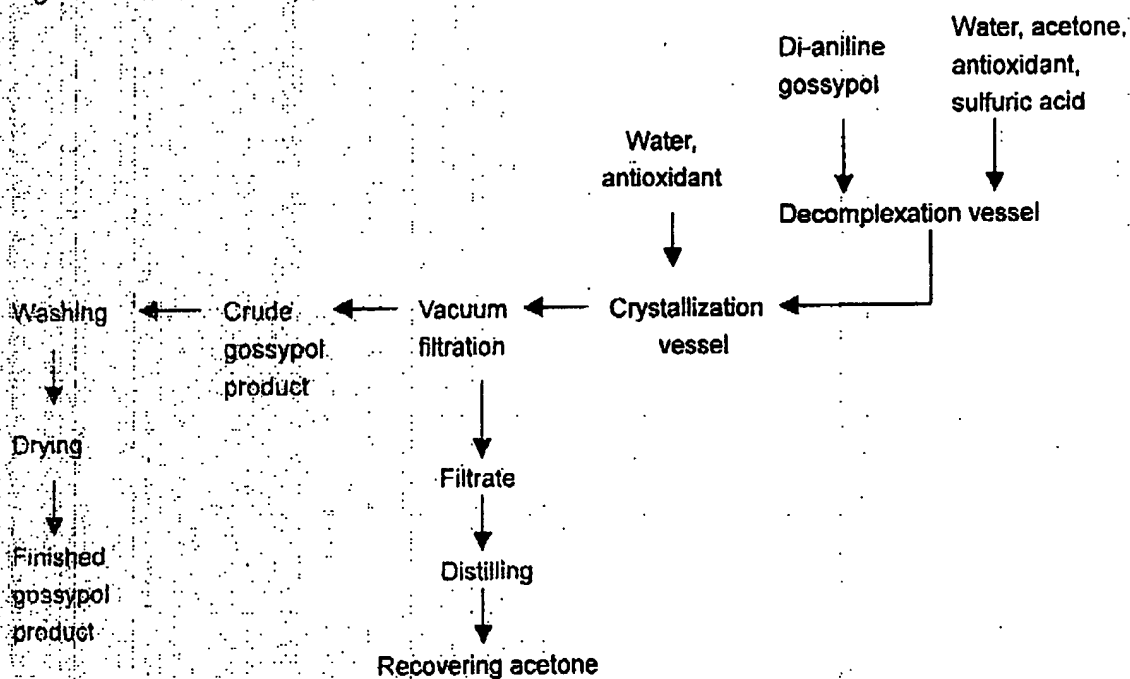 Di-aniline
gossypol
Water, acetone,
antioxidant,
sulfuric acid
Water,
antioxidant
Decomplexation vessel
Washing
Crude
gossypol
product
Vacuum
filtration
Crystallization
vessel
Drying
Filtrate
Finished
gossypol
product
Distilling
Recovering acetone